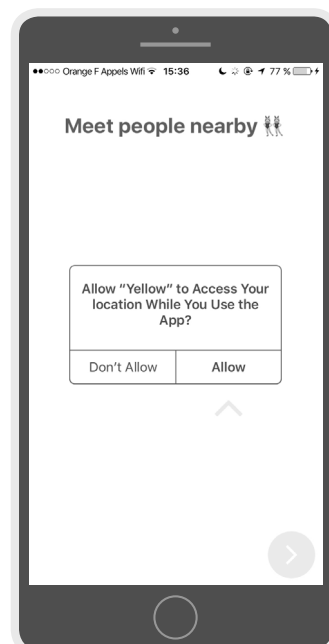 Orange F Appels Wifi 15:36 77 %
Meet people nearby
Allow “Yellow“ to Access Your
location While You Use the
App?
Don’t Allow
Allow